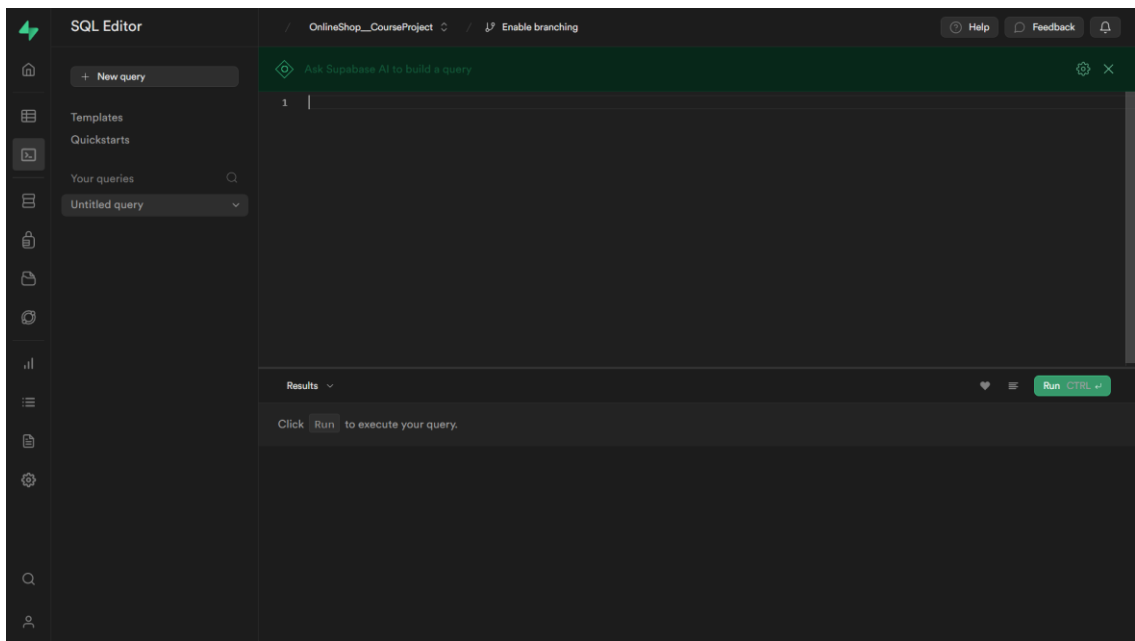 SQL Editor
/ OnlineShop__CourseProject / Enable branching
Help
Feedback
+ New query
Ask Supabase AI to build a query
1
Templates
Quickstarts
Your queries
Untitled query
Results
Run CTRL ↵
Click Run to execute your query.